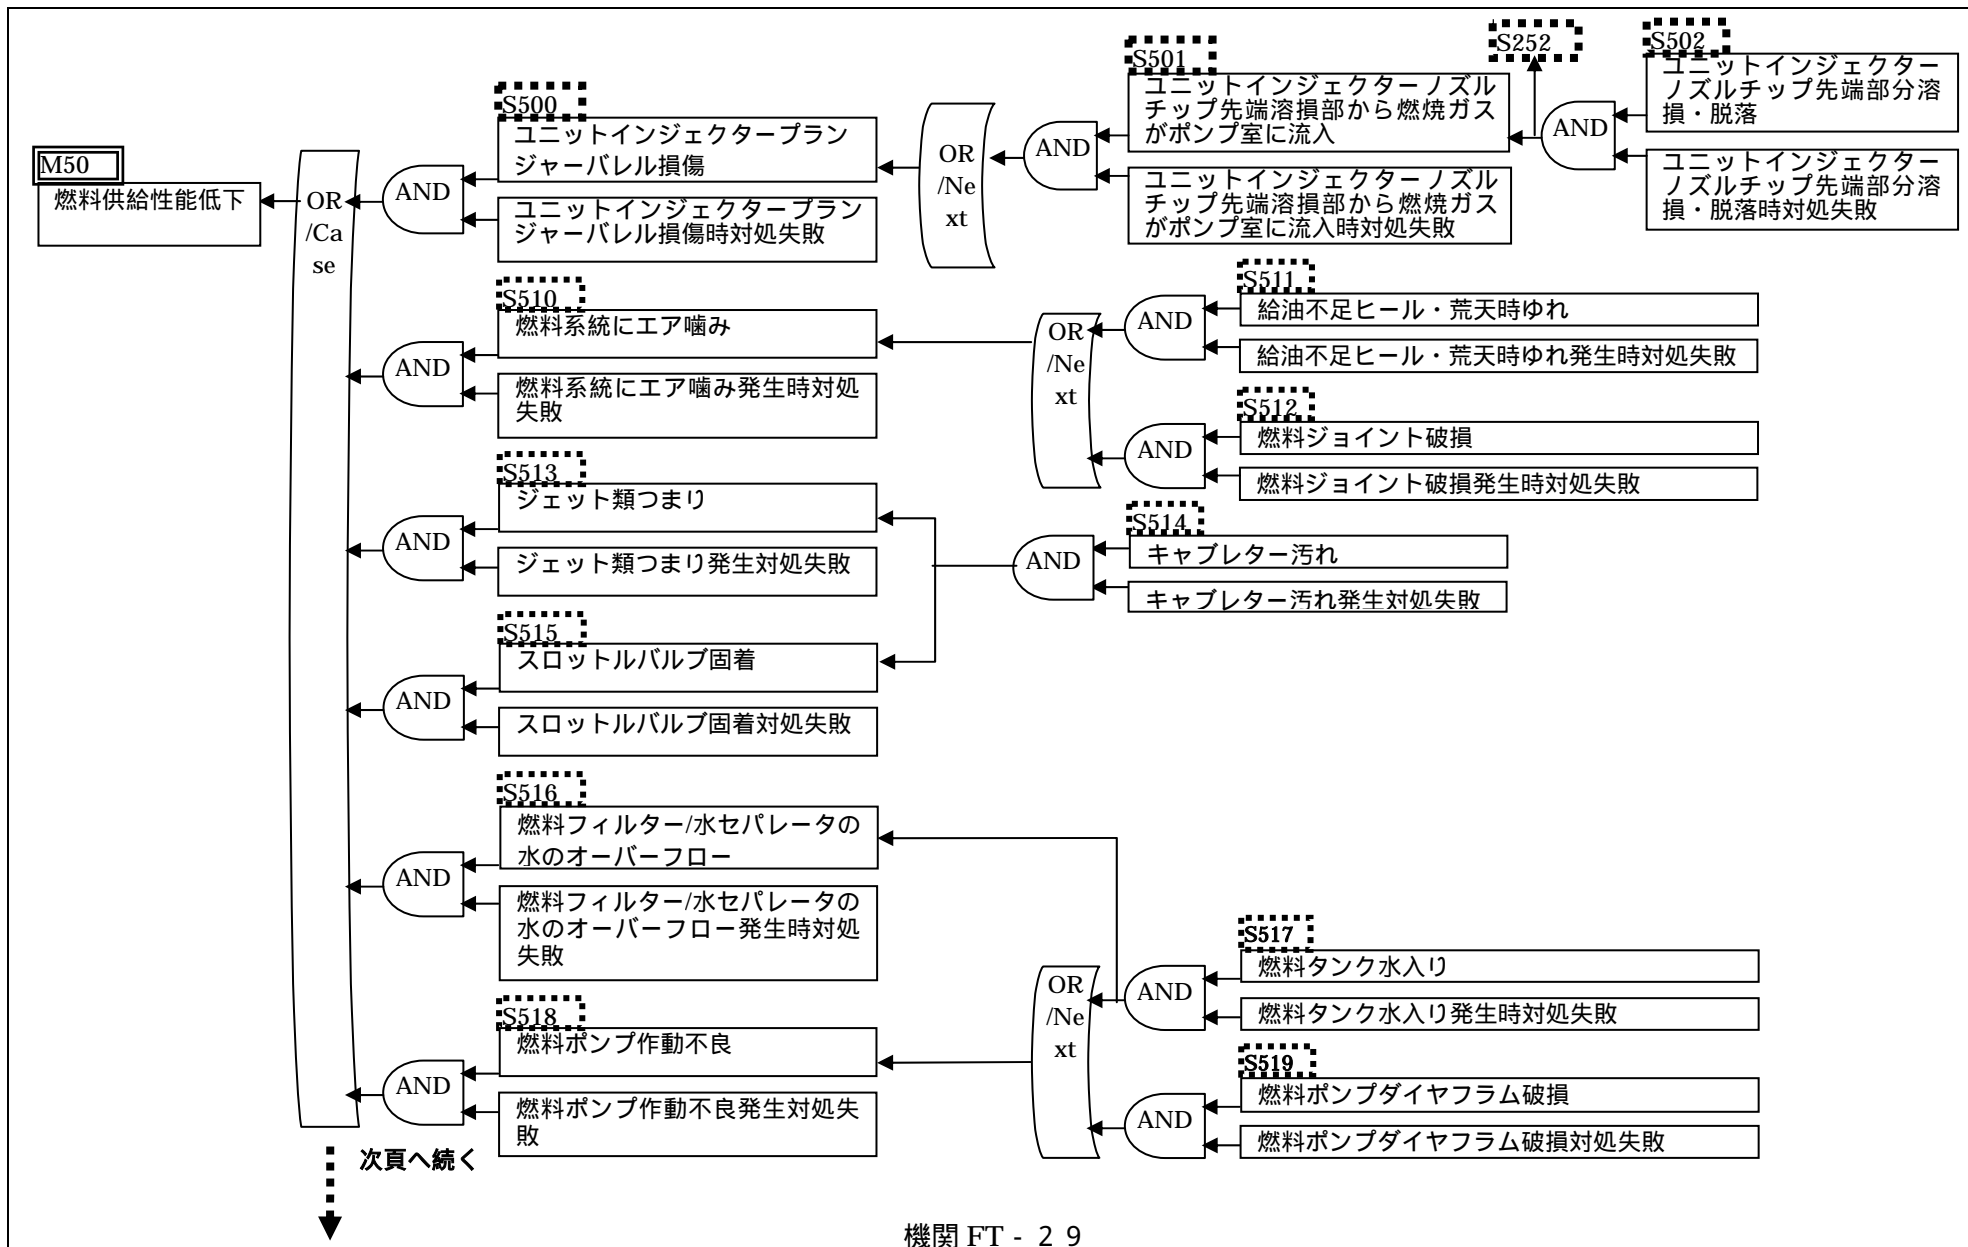 M50
燃料供給性能低下
OR
/Ca
se
AND
S500
ユニットインジェクタープラン
ジャーバレル損傷
ユニットインジェクタープラン
ジャーバレル損傷時対処失敗
OR
/Ne
xt
AND
S501
ユニットインジェクターノズル
チップ先端溶損部から燃焼ガス
がポンプ室に流入
ユニットインジェクターノズル
チップ先端溶損部から燃焼ガス
がポンプ室に流入時対処失敗
S252
AND
S502
ユニットインジェクター
ノズルチップ先端部分溶
損・脱落
ユニットインジェクター
ノズルチップ先端部分溶
損・脱落時対処失敗
AND
S510
燃料系統にエア噛み
燃料系統にエア噛み発生時対処
失敗
OR
/Ne
xt
AND
S511
給油不足ヒール・荒天時ゆれ
給油不足ヒール・荒天時ゆれ発生時対処失敗
AND
S512
燃料ジョイント破損
燃料ジョイント破損発生時対処失敗
AND
S513
ジェット類つまり
ジェット類つまり発生対処失敗
AND
S514
キャブレター汚れ
キャブレター汚れ発生対処失敗
AND
S515
スロットルバルブ固着
スロットルバルブ固着対処失敗
AND
S516
燃料フィルター/水セパレータの
水のオーバーフロー
燃料フィルター/水セパレータの
水のオーバーフロー発生時対処
失敗
AND
S518
燃料ポンプ作動不良
燃料ポンプ作動不良発生対処失
敗
OR
/Ne
xt
AND
S517
燃料タンク水入り
燃料タンク水入り発生時対処失敗
AND
S519
燃料ポンプダイヤフラム破損
燃料ポンプダイヤフラム破損対処失敗
次頁へ続く
機関 FT - 29